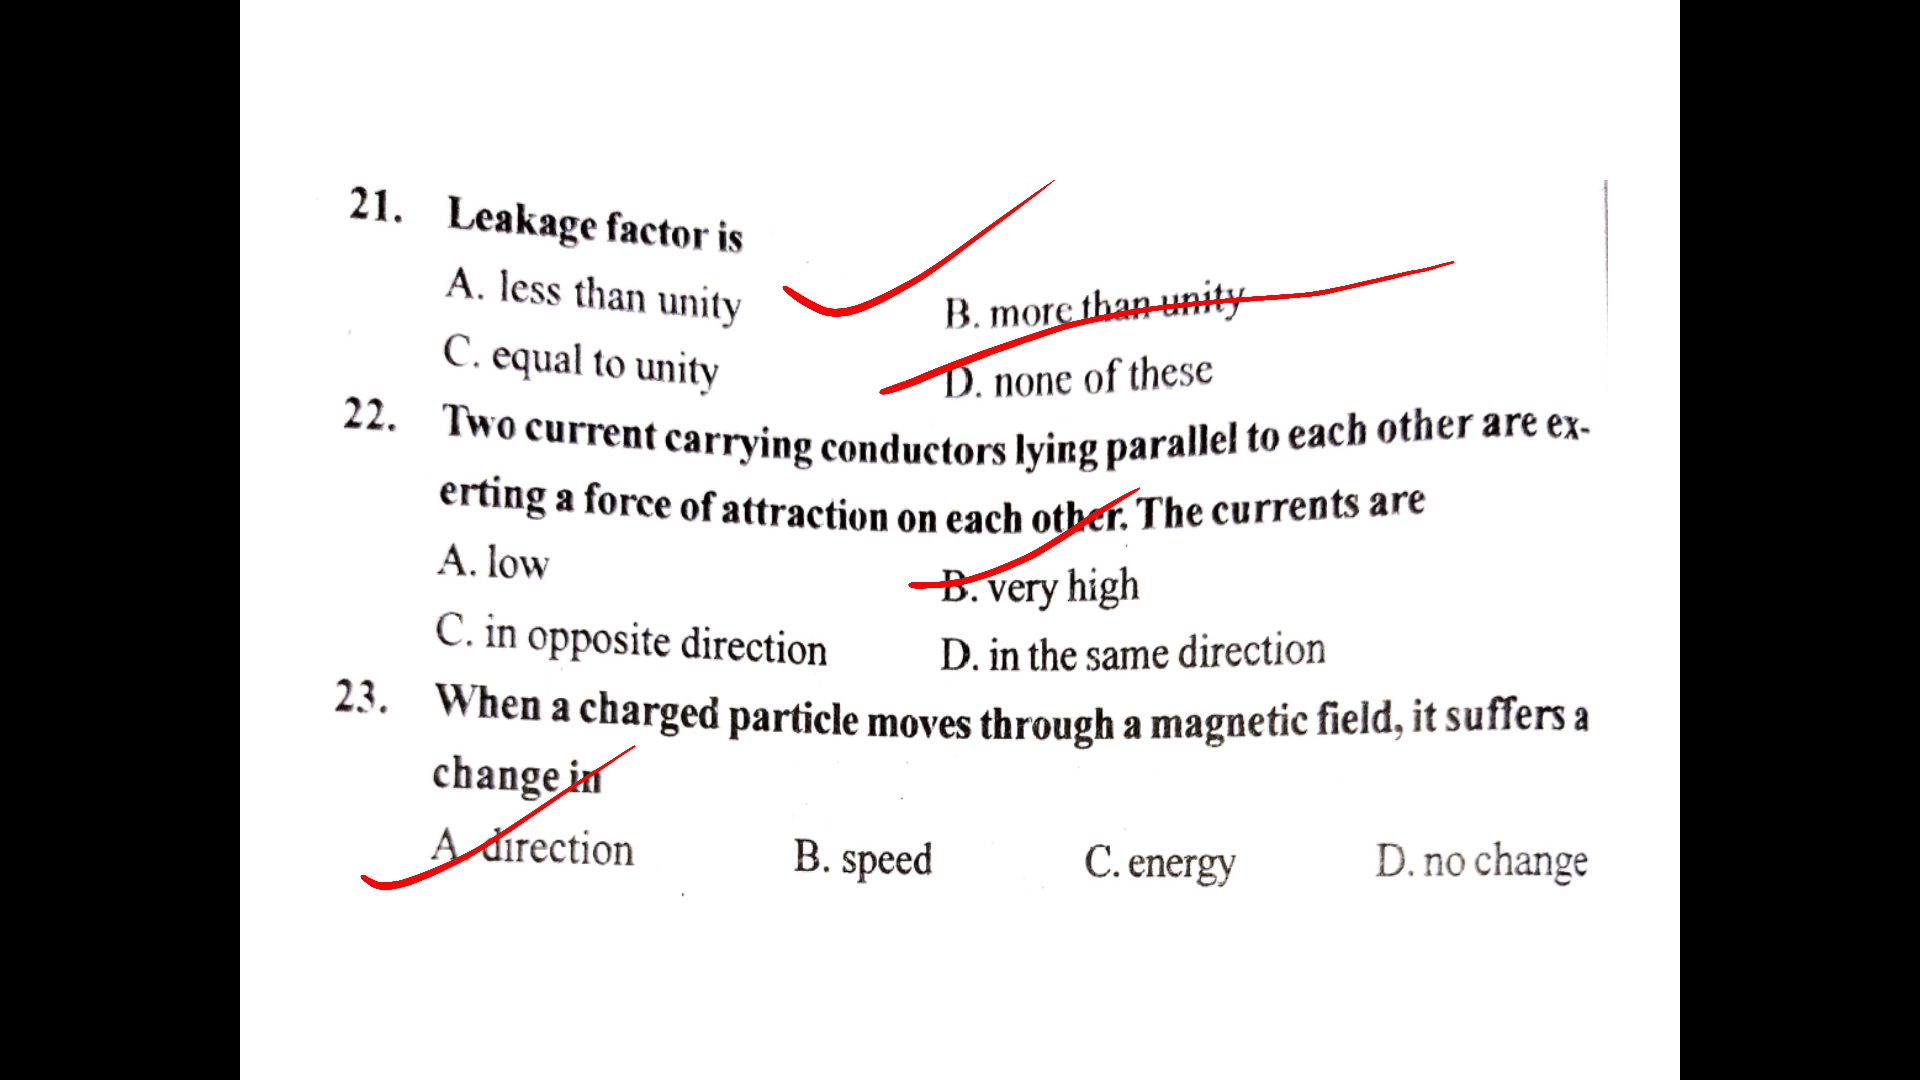 21. Leakage factor is
A. less than unity B. more than unity
C. equal to unity D. none of these
22. Two current carrying conductors lying parallel to each other are ex-
erting a force of attraction on each other. The currents are
A. low B. very high
C. in opposite direction D. in the same direction
23. When a charged particle moves through a magnetic field, it suffers a
change in
A. direction B. speed C. energy D. no change